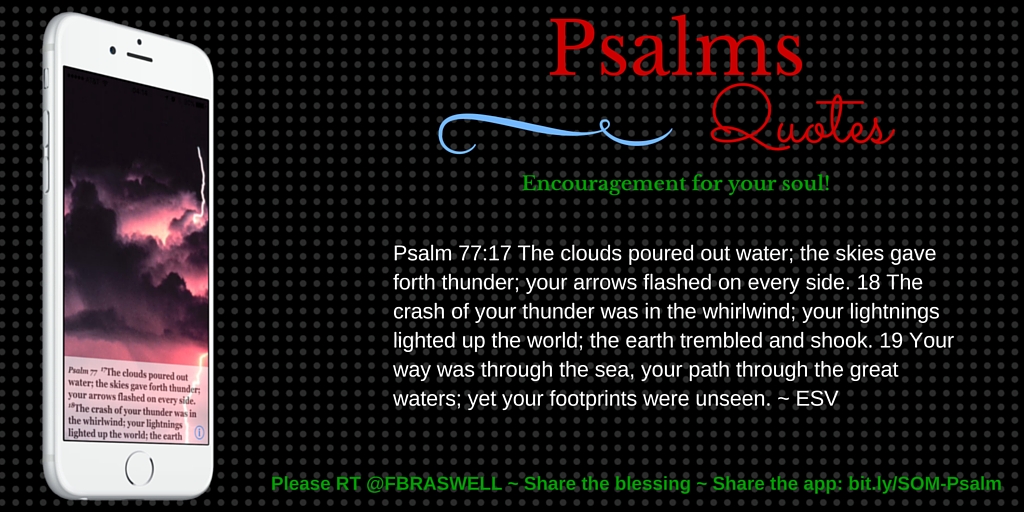 Psalms
Quotes
Encouragement for your soul!
Psalm 77:17 The clouds poured out water; the skies gave
forth thunder; your arrows flashed on every side. 18 The
crash of your thunder was in the whirlwind; your lightnings
lighted up the world; the earth trembled and shook. 19 Your
way was through the sea, your path through the great
waters; yet your footprints were unseen. ~ ESV
Psalm 77 17The clouds poured out
water; the skies gave forth thunder;
your arrows flashed on every side.
18The crash of your thunder was in
the whirlwind; your lightnings
lighted up the world; the earth
Please RT @FBRASWELL ~ Share the blessing ~ Share the app: bit.ly/SOM-Psalm